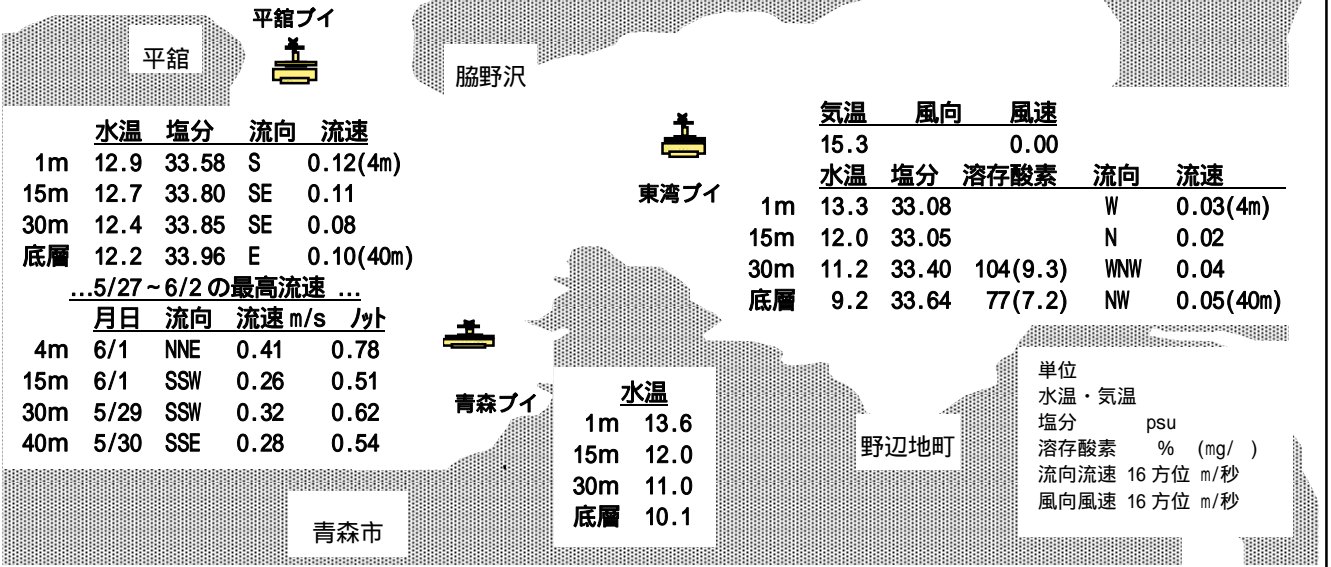 平舘ブイ
平舘
脇野沢
水温 塩分 流向 流速
1m 12.9 33.58 S 0.12(4m)
15m 12.7 33.80 SE 0.11
30m 12.4 33.85 SE 0.08
底層 12.2 33.96 E 0.10(40m)
…5/27~6/2の最高流速 …
月日 流向 流速m/s ノット
4m 6/1 NNE 0.41 0.78
15m 6/1 SSW 0.26 0.51
30m 5/29 SSW 0.32 0.62
40m 5/30 SSE 0.28 0.54
東湾ブイ
気温 風向 風速
15.3 0.00
水温 塩分 溶存酸素 流向 流速
1m 13.3 33.08 W 0.03(4m)
15m 12.0 33.05 N 0.02
30m 11.2 33.40 104(9.3) WNW 0.04
底層 9.2 33.64 77(7.2) NW 0.05(40m)
青森ブイ
水温
1m 13.6
15m 12.0
30m 11.0
底層 10.1
青森市
野辺地町
単位
水温・気温
塩分 psu
溶存酸素 % (mg/ )
流向流速 16方位 m/秒
風向風速 16方位 m/秒